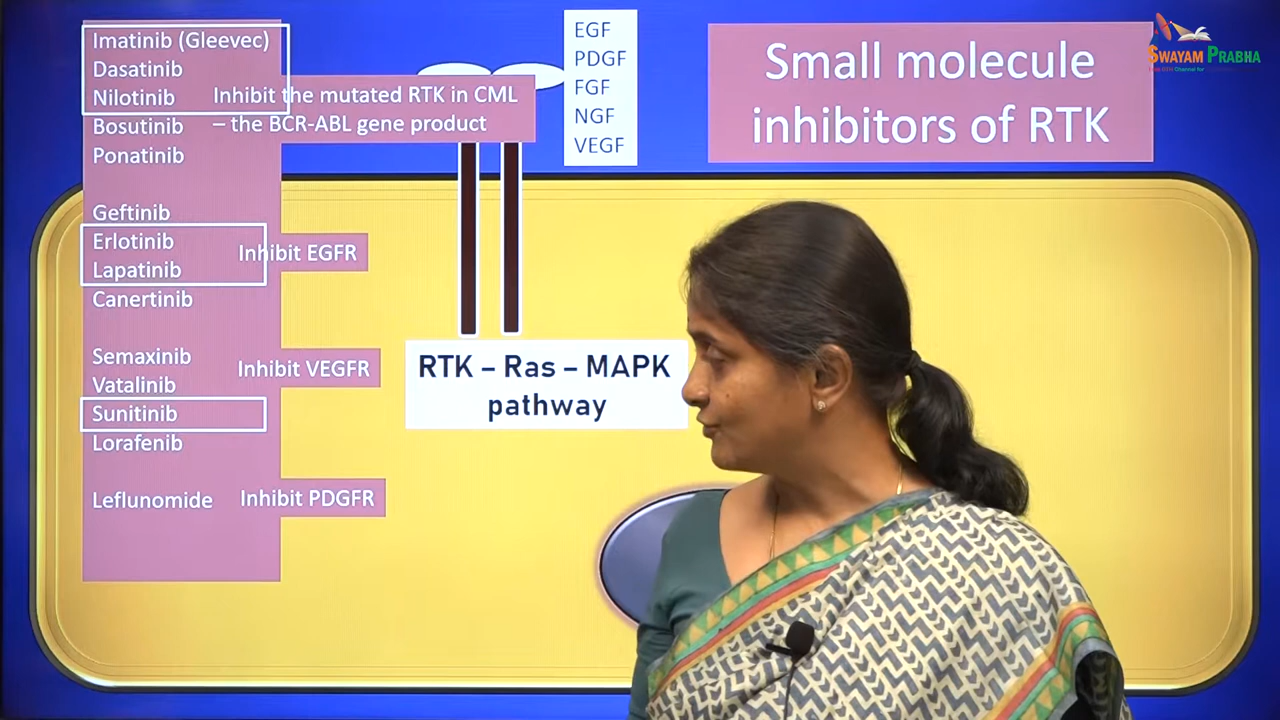 Imatinib (Gleevec)
Dasatinib
Nilotinib
Bosutinib
Ponatinib
Inhibit the mutated RTK in CML
– the BCR-ABL gene product
Geftinib
Erlotinib
Lapatinib
Canertinib
Inhibit EGFR
Semaxinib
Vatalinib
Sunitinib
Lorafenib
Inhibit VEGFR
Leflunomide
Inhibit PDGFR
EGF
PDGF
FGF
NGF
VEGF
RTK – Ras – MAPK
pathway
Small molecule
inhibitors of RTK
SWAYAM PRABHA